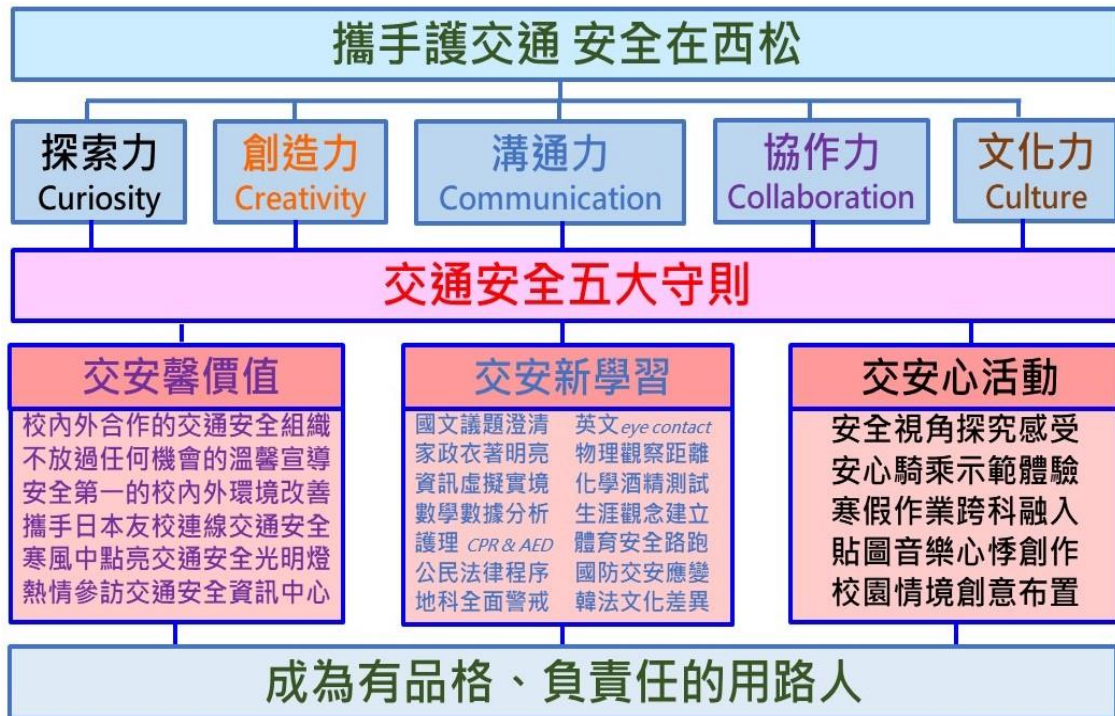 攜手護交通 安全在西松
探索力
Curiosity
創造力
Creativity
溝通力
Communication
協作力
Collaboration
文化力
Culture
交通安全五大守則
交安馨價值
校內外合作的交通安全組織
不放過任何機會的溫馨宣導
安全第一的校內外環境改善
攜手日本友校連線交通安全
寒風中點亮交通安全光明燈
熱情參訪交通安全資訊中心
交安新學習
國文議題澄清 英文eye contact
家政衣著明亮 物理觀察距離
資訊虛擬實境 化學酒精測試
數學數據分析 生涯觀念建立
護理 CPR & AED 體育安全路跑
公民法律程序 國防交安應變
地科全面警戒 韓法文化差異
交安心活動
安全視角探究感受
安心騎乘示範體驗
寒假作業跨科融入
貼圖音樂心悸創作
校園情境創意布置
成為有品格、負責任的用路人